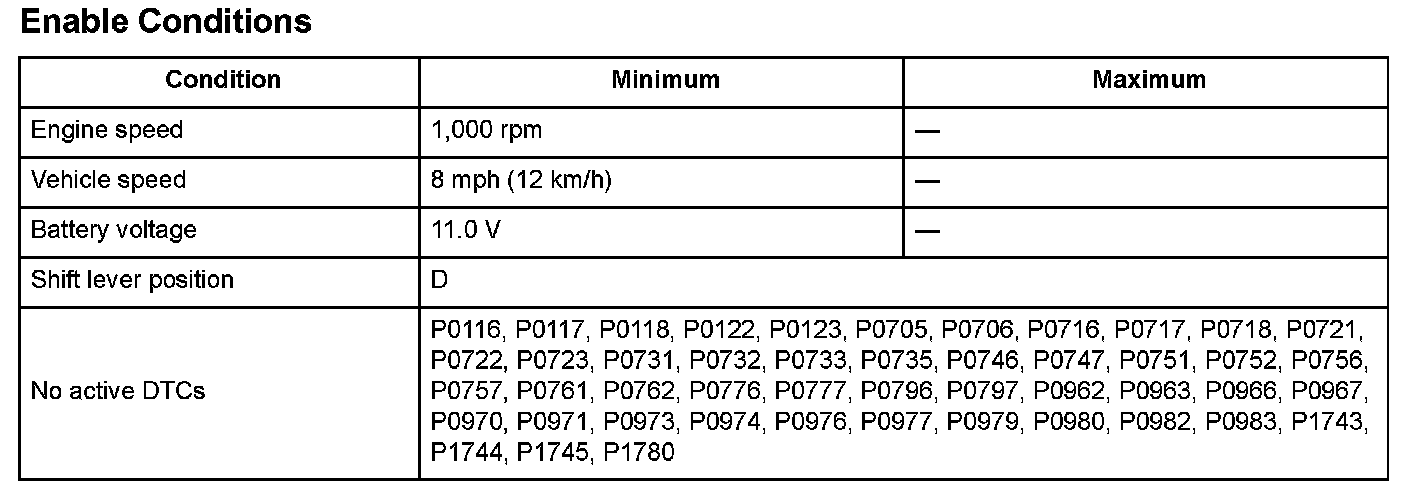 Enable Conditions
Condition Minimum Maximum
Engine speed 1,000 rpm —
Vehicle speed 8 mph (12 km/h) —
Battery voltage 11.0 V —
Shift lever position D
No active DTCs
P0116, P0117, P0118, P0122, P0123, P0705, P0706, P0716, P0717, P0718, P0721,
P0722, P0723, P0731, P0732, P0733, P0735, P0746, P0747, P0751, P0752, P0756,
P0757, P0761, P0762, P0776, P0777, P0796, P0797, P0962, P0963, P0966, P0967,
P0970, P0971, P0973, P0974, P0976, P0977, P0979, P0980, P0982, P0983, P1743,
P1744, P1745, P1780